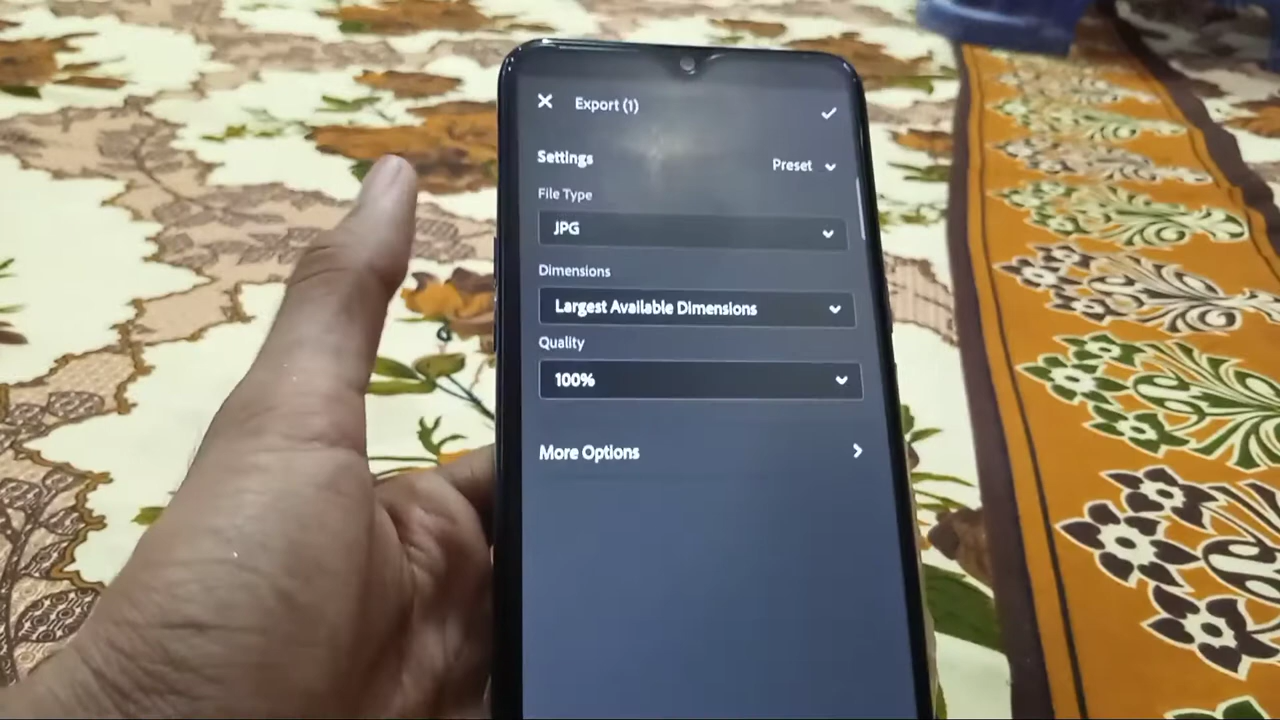 Export (1)
Settings
Preset
File Type
JPG
Dimensions
Largest Available Dimensions
Quality
100%
More Options